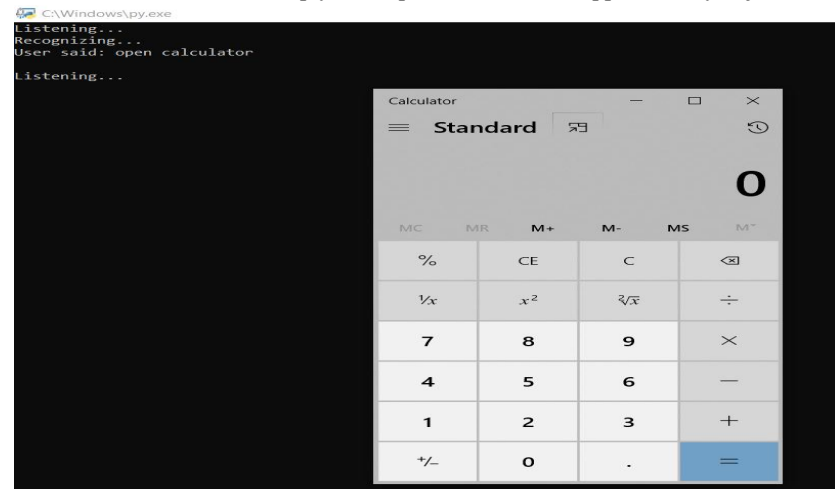 C:\Windows\py.exe
Listening...
Recognizing...
User said: open calculator
Listening...
Calculator
Standard
0
MC MR M+ M- MS M˅
% CE C
¹/x x² ²√x ÷
7 8 9 ×
4 5 6 −
1 2 3 +
+/− 0 . =